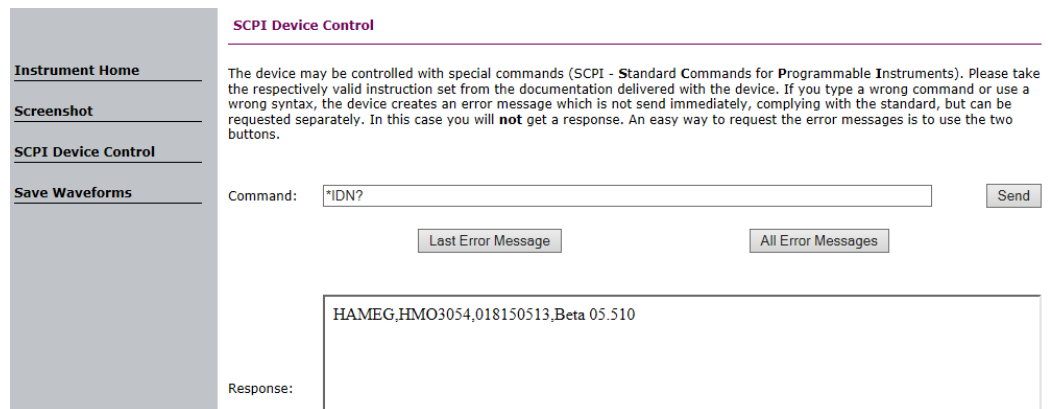 SCPI Device Control
Instrument Home
Screenshot
SCPI Device Control
Save Waveforms
The device may be controlled with special commands (SCPI - Standard Commands for Programmable Instruments). Please take
the respectively valid instruction set from the documentation delivered with the device. If you type a wrong command or use a
wrong syntax, the device creates an error message which is not send immediately, complying with the standard, but can be
requested separately. In this case you will not get a response. An easy way to request the error messages is to use the two
buttons.
Command: *IDN? Send
Last Error Message All Error Messages
HAMEG,HMO3054,018150513,Beta 05.510
Response: